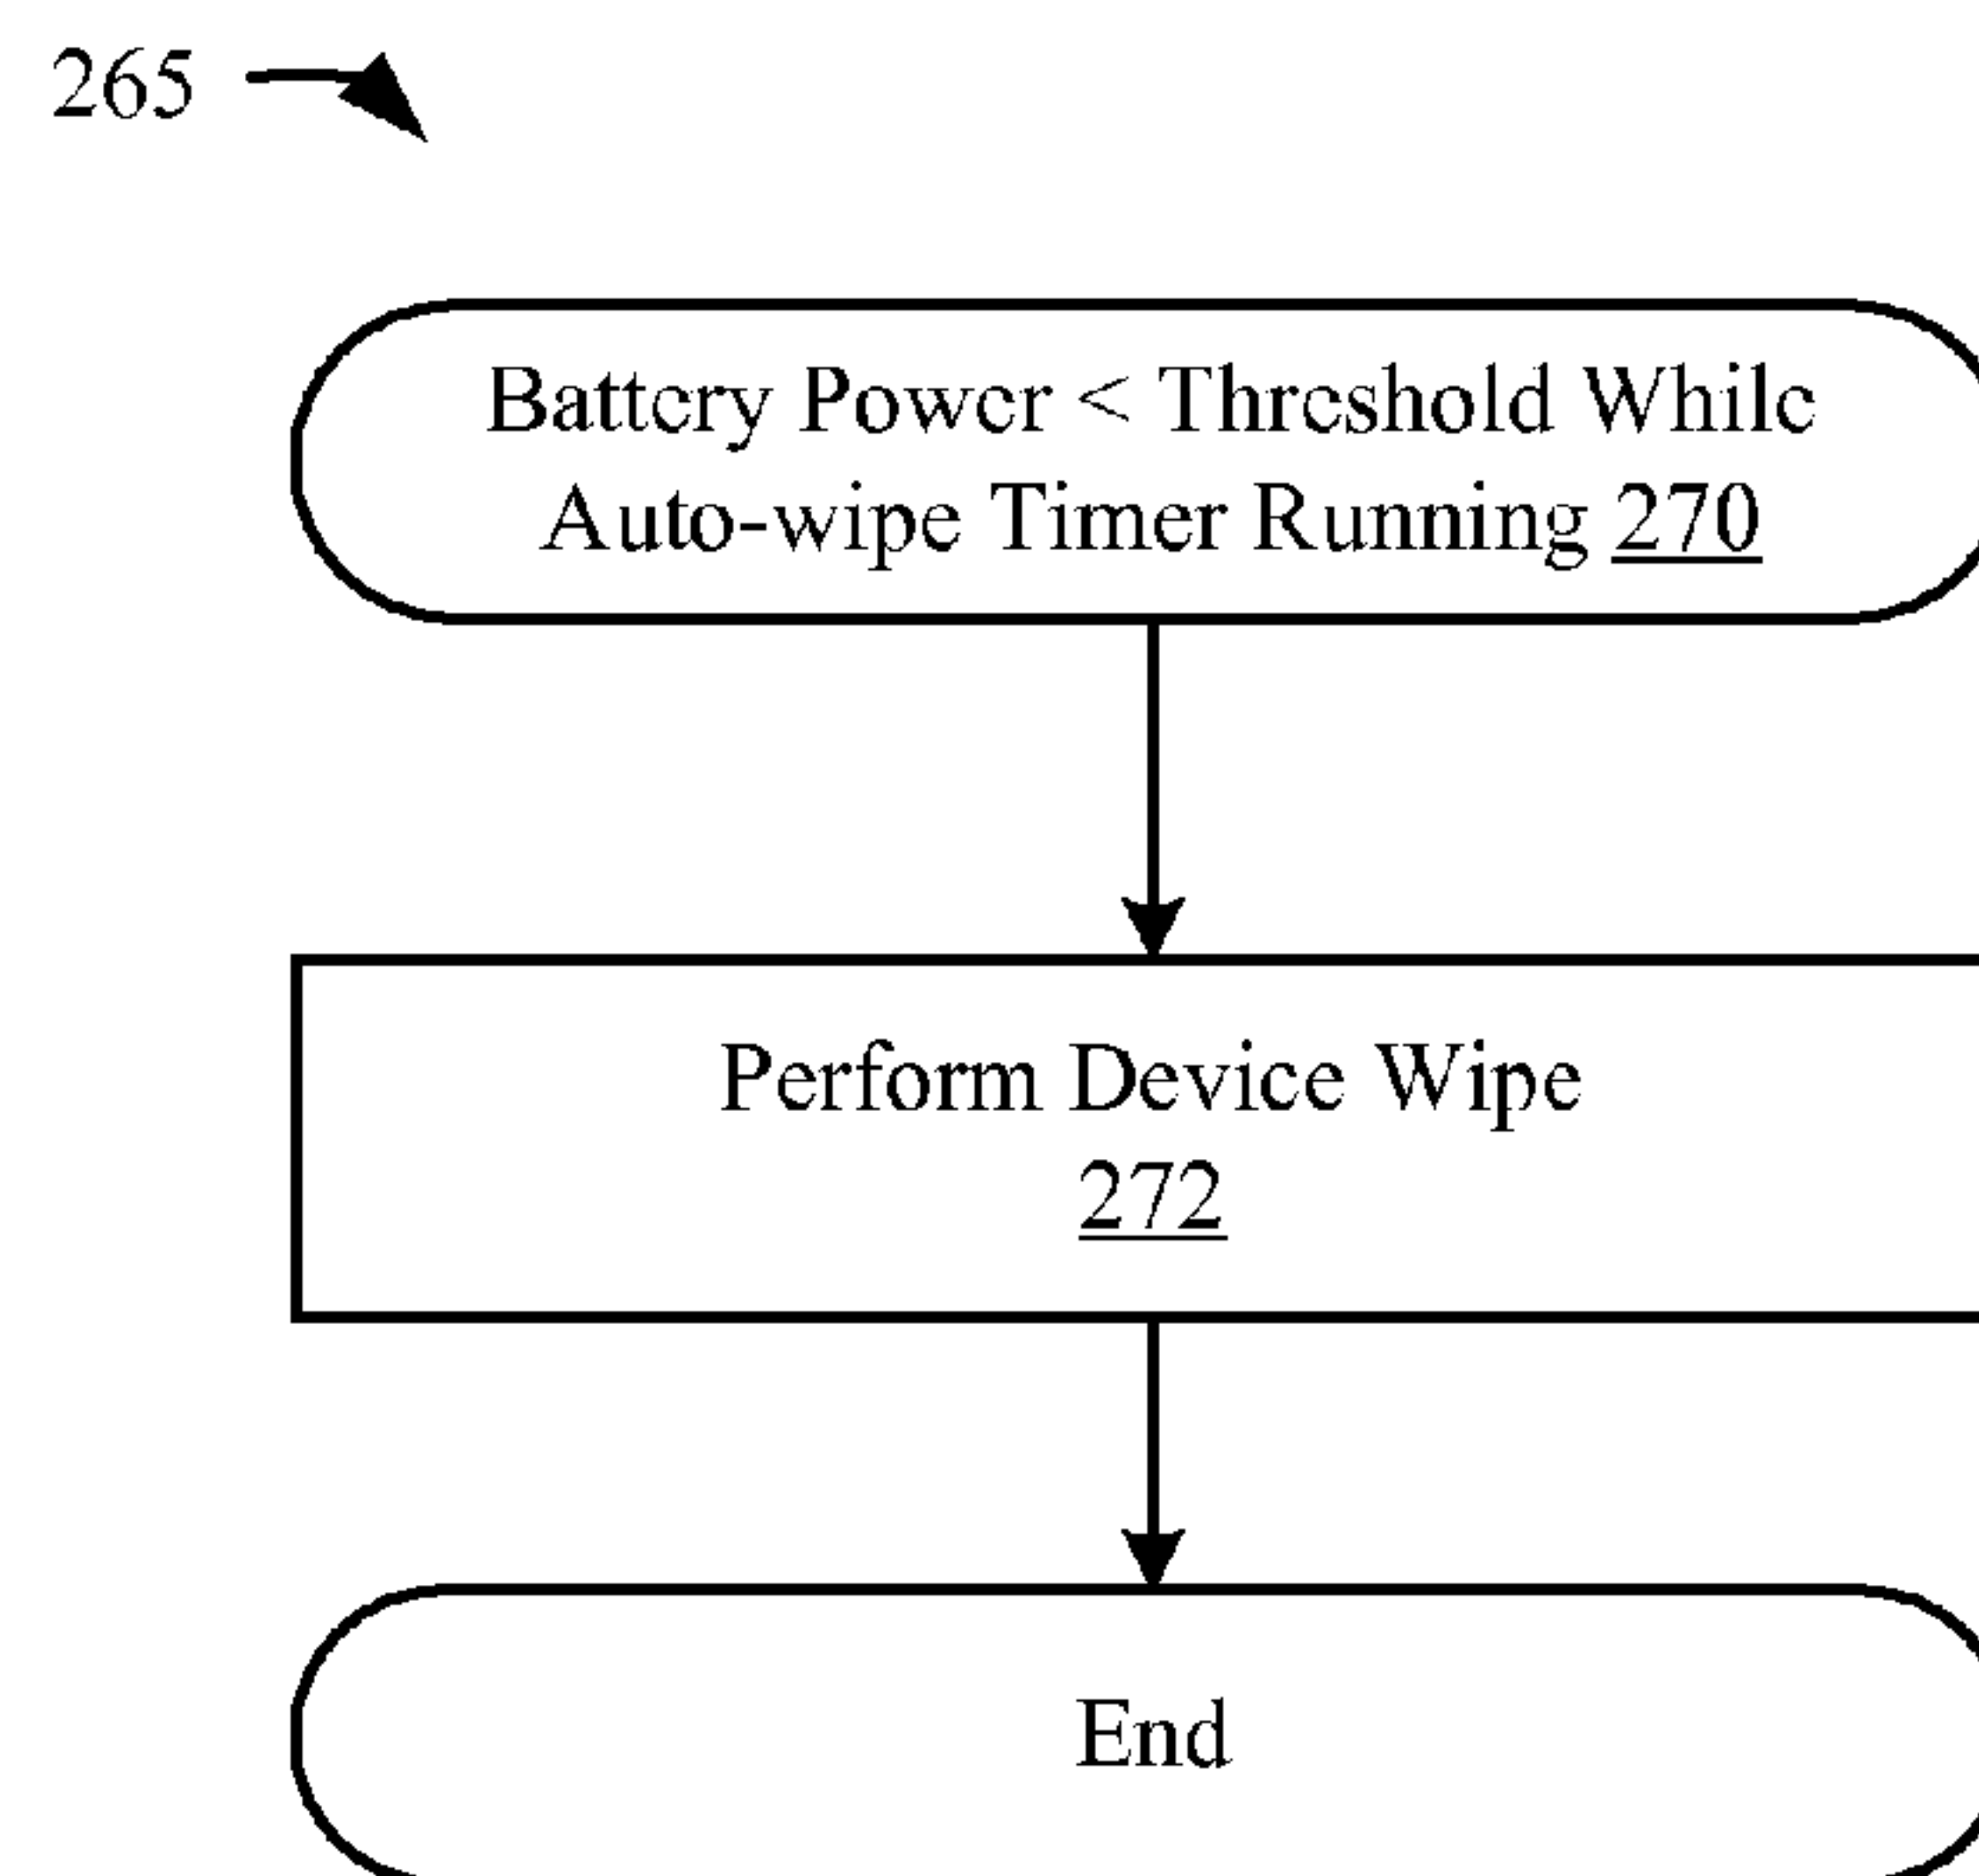 265
Battery Power < Threshold While
Auto-wipe Timer Running 270
Perform Device Wipe
272
End